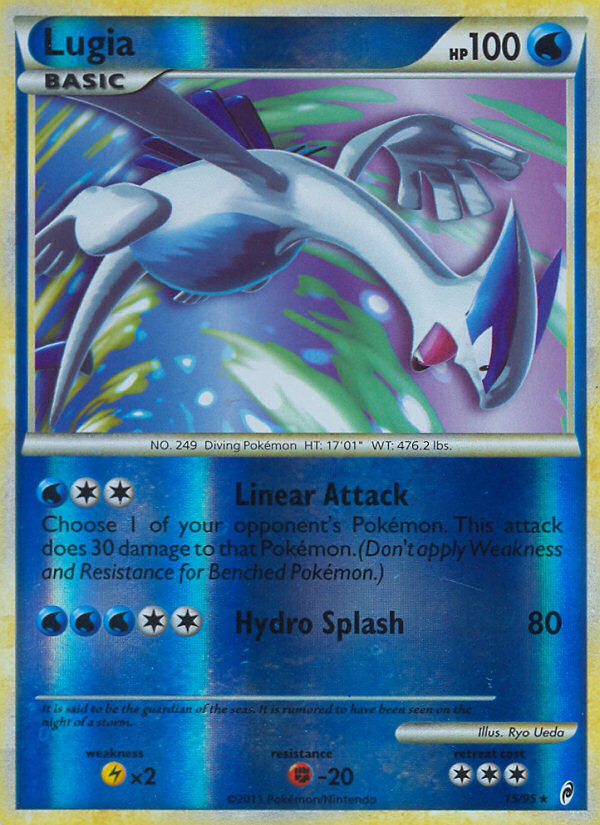 Lugia
HP100
BASIC
NO. 249 Diving Pokémon HT: 17'01" WT: 476.2 lbs.
Linear Attack
Choose 1 of your opponent's Pokémon. This attack
does 30 damage to that Pokémon. (Don't apply Weakness
and Resistance for Benched Pokémon.)
Hydro Splash 80
It is said to be the guardian of the seas. It is rumored to have been seen on the
night of a storm.
Illus. Ryo Ueda
weakness resistance retreat cost
×2 -20
©2011 Pokémon/Nintendo 15/95 ★